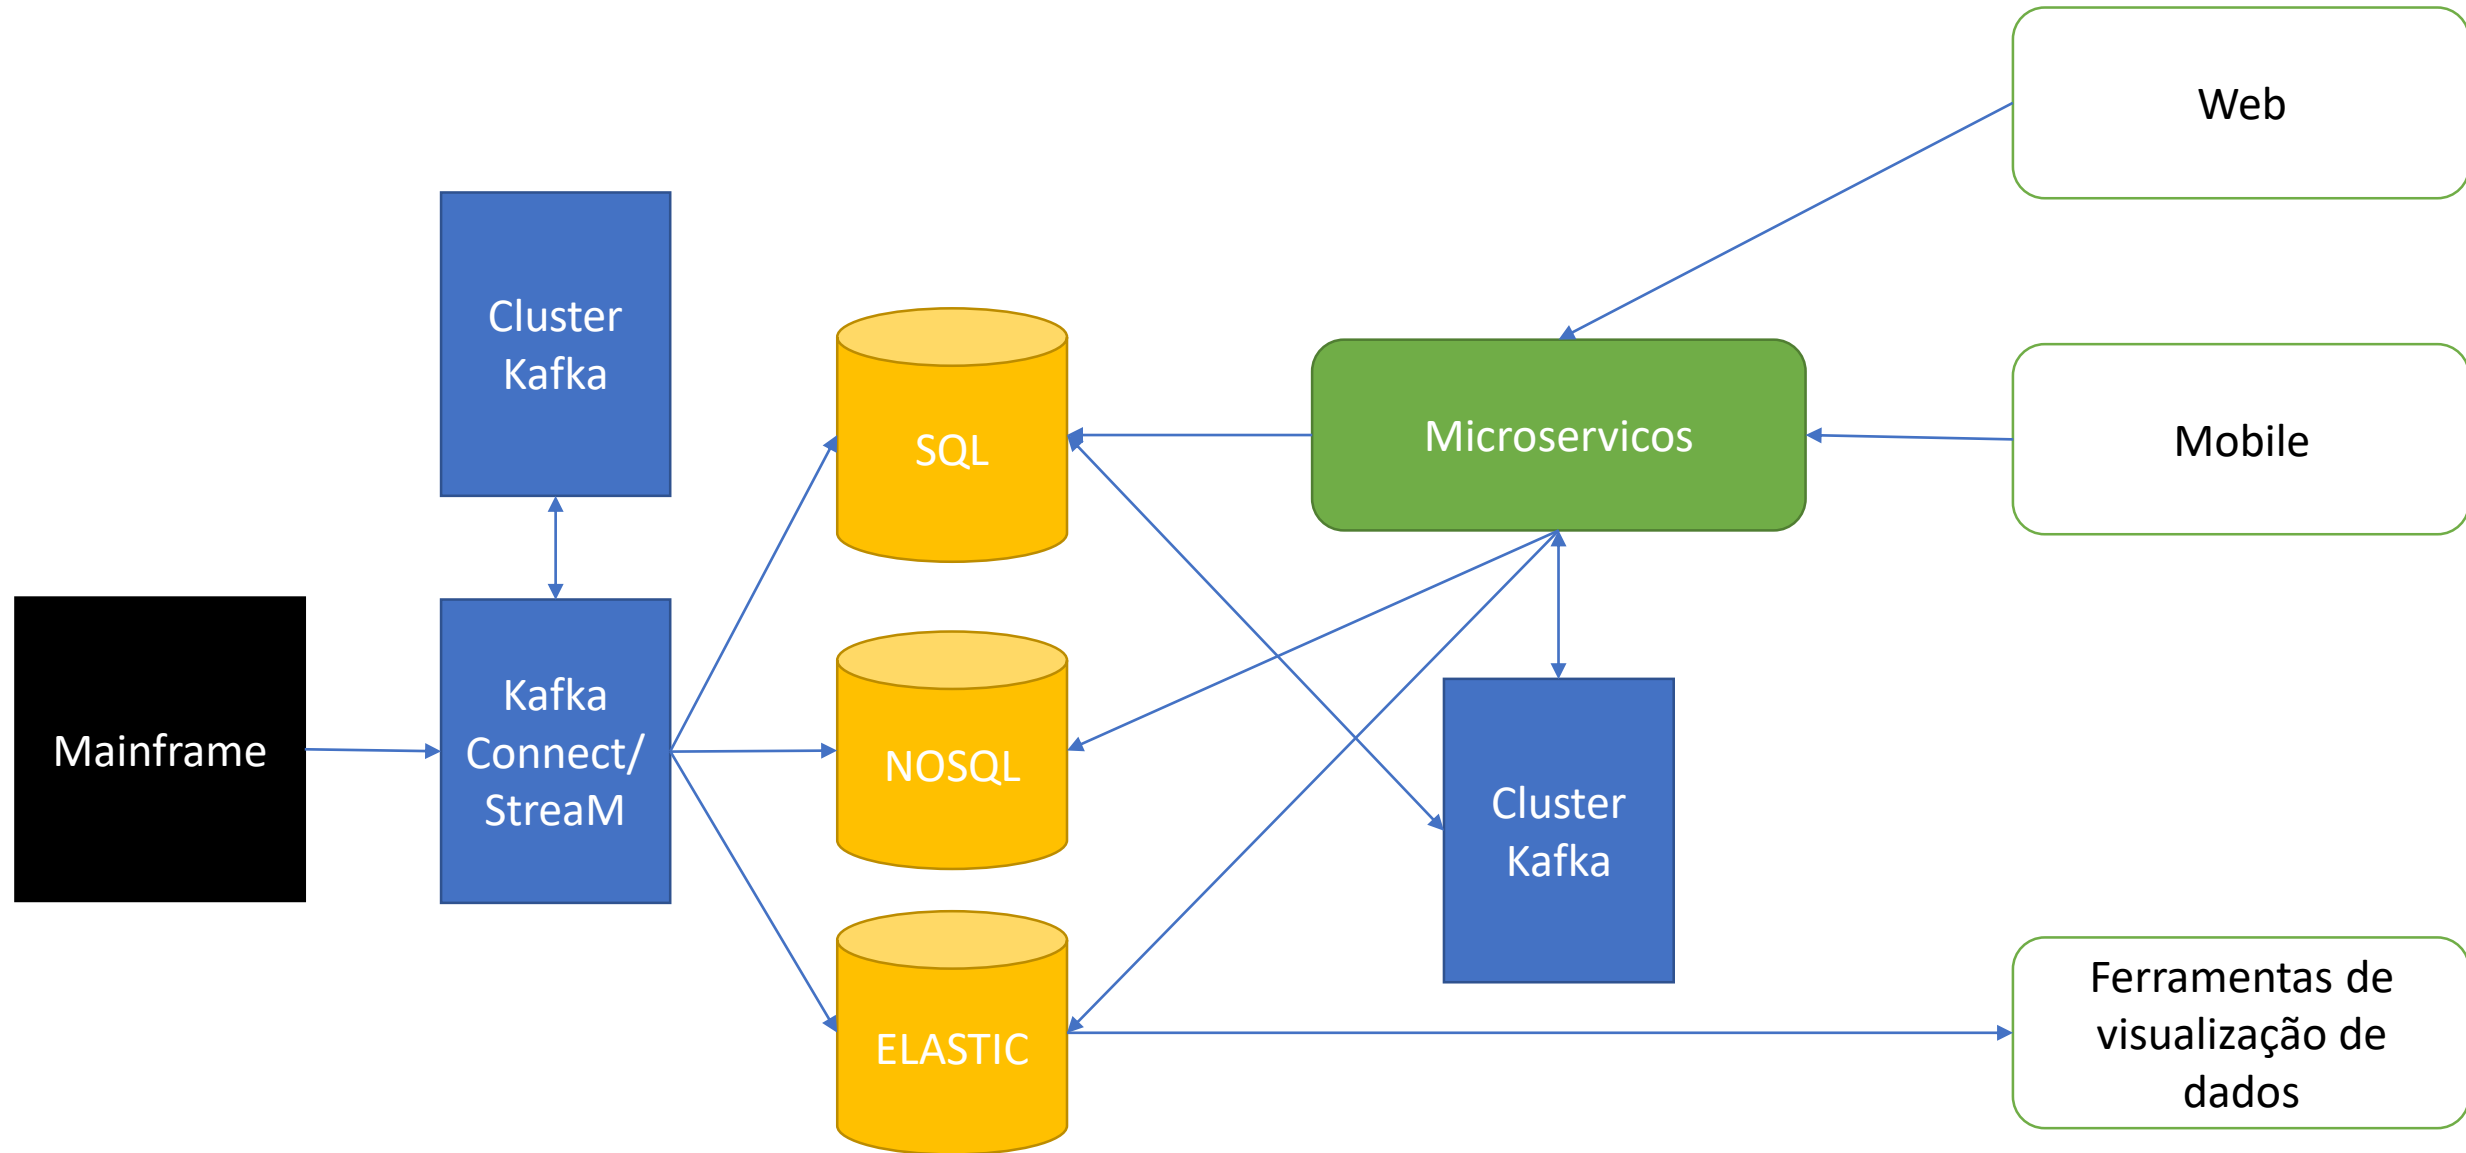 Web
Cluster
Kafka
SQL
Microservicos
Mobile
Mainframe
Kafka
Connect/
StreaM
NOSQL
Cluster
Kafka
ELASTIC
Ferramentas de
visualização de
dados